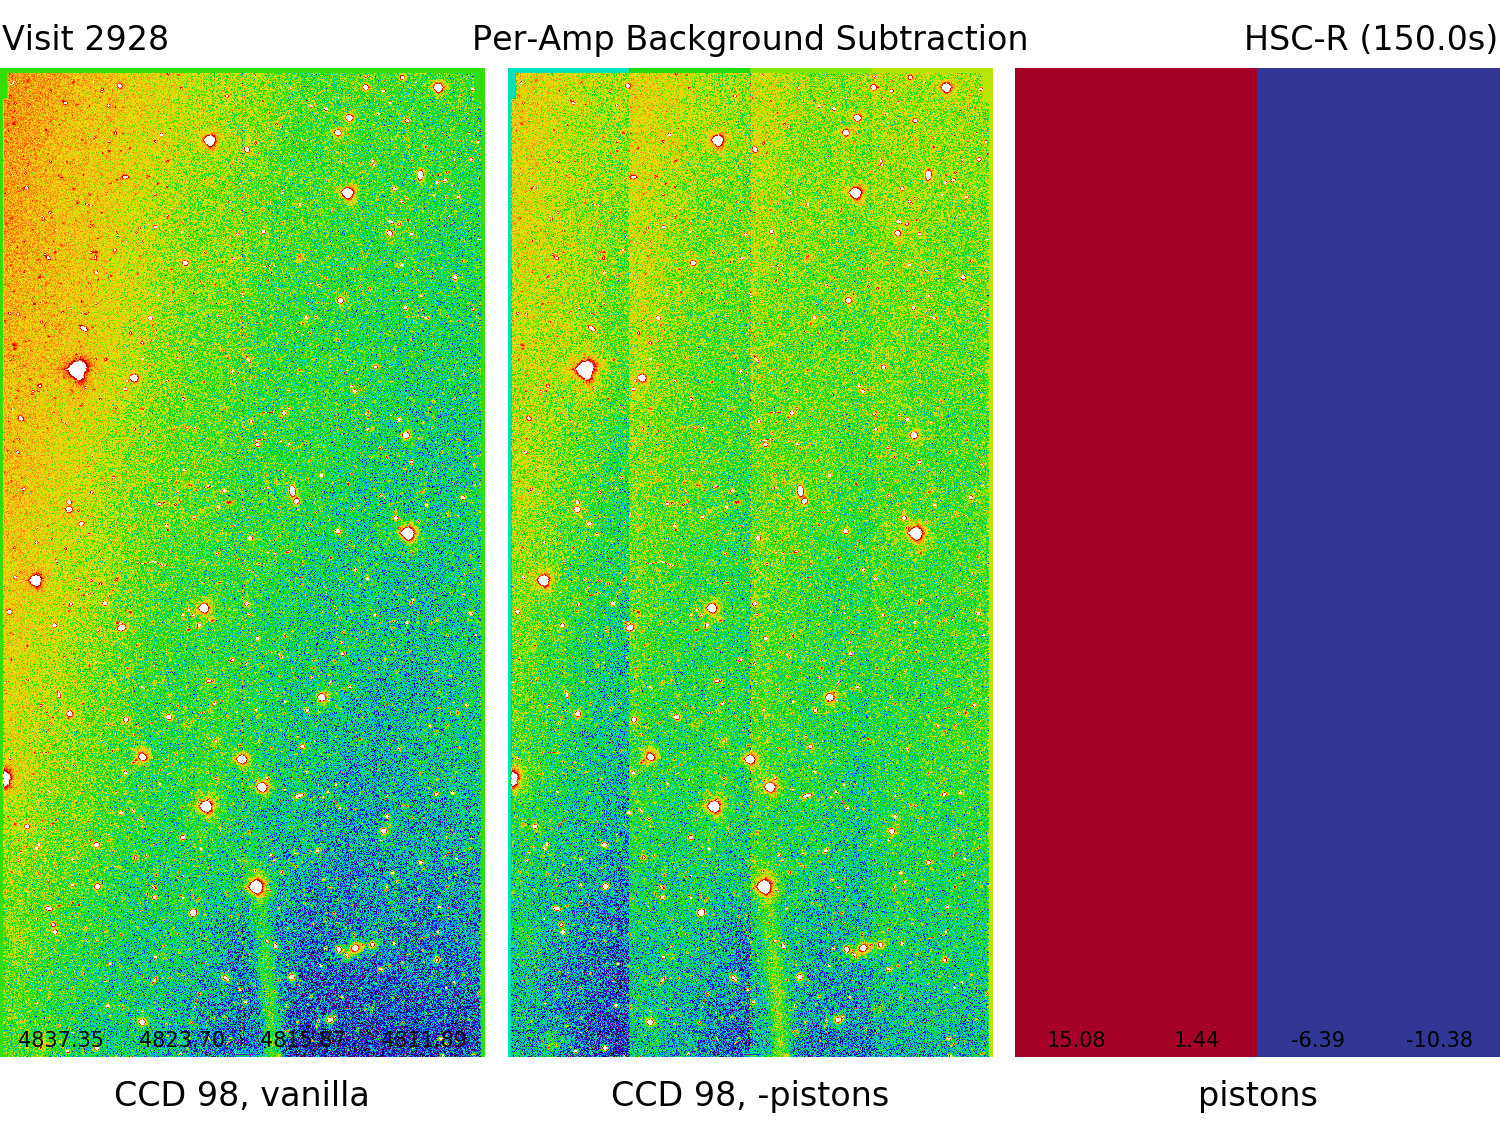 Visit 2928 Per-Amp Background Subtraction HSC-R (150.0s)
4837.35 4823.70 4815.87 4811.89 15.08 1.44 -6.39 -10.38
CCD 98, vanilla CCD 98, -pistons pistons